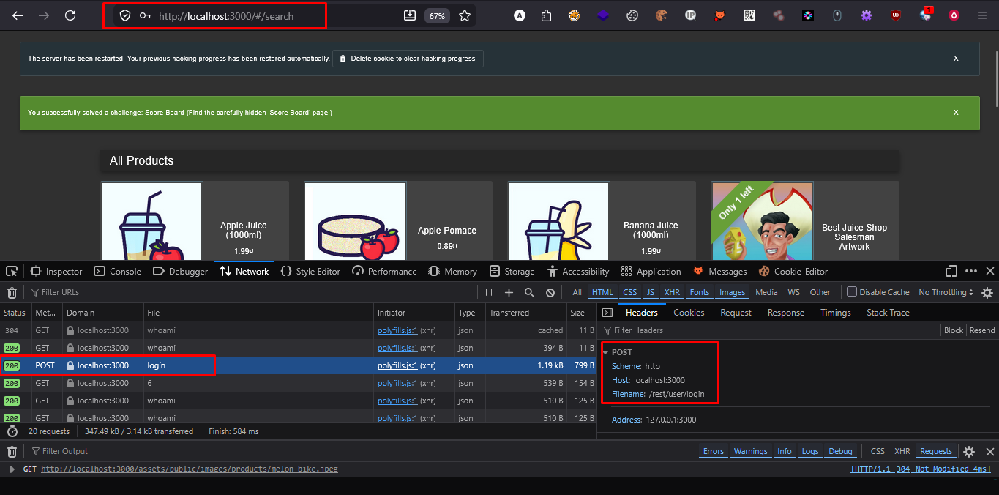 http://localhost:3000/#/search 67%
The server has been restarted: Your previous hacking progress has been restored automatically. Delete cookie to clear hacking progress X
You successfully solved a challenge: Score Board (Find the carefully hidden 'Score Board' page.) X
All Products
Apple Juice
(1000ml)
1.99¤
Apple Pomace
0.89¤
Banana Juice
(1000ml)
1.99¤
Only 1 left
Best Juice Shop
Salesman
Artwork
Inspector Console Debugger Network Style Editor Performance Memory Storage Accessibility Application Messages Cookie-Editor
Filter URLs All HTML CSS JS XHR Fonts Images Media WS Other Disable Cache No Throttling
Status Met... Domain File Initiator Type Transferred Size
304 GET localhost:3000 whoami polyfills.js:1 (xhr) json cached 11 B
200 GET localhost:3000 whoami polyfills.js:1 (xhr) json 394 B 11 B
200 POST localhost:3000 login polyfills.js:1 (xhr) json 1.19 kB 799 B
200 GET localhost:3000 6 polyfills.js:1 (xhr) json 539 B 154 B
200 GET localhost:3000 whoami polyfills.js:1 (xhr) json 510 B 125 B
200 GET localhost:3000 whoami polyfills.js:1 (xhr) json 510 B 125 B
20 requests 347.49 kB / 3.14 kB transferred Finish: 584 ms
Headers Cookies Request Response Timings Stack Trace
Filter Headers Block Resend
POST
Scheme: http
Host: localhost:3000
Filename: /rest/user/login
Address: 127.0.0.1:3000
Filter Output Errors Warnings Info Logs Debug CSS XHR Requests
GET http://localhost:3000/assets/public/images/products/melon_bike.jpeg [HTTP/1.1 304 Not Modified 4ms]